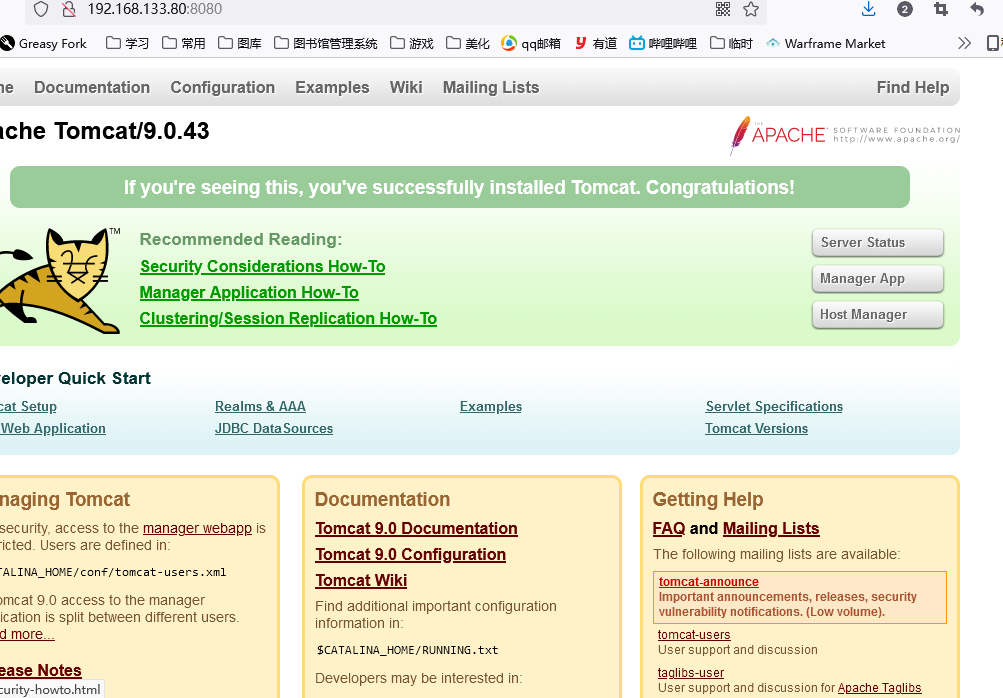 192.168.133.80:8080
2
Greasy Fork 学习 常用 图库 图书馆管理系统 游戏 美化 qq邮箱 有道 哔哩哔哩 临时 Warframe Market
ne Documentation Configuration Examples Wiki Mailing Lists Find Help
ache Tomcat/9.0.43
THE APACHE SOFTWARE FOUNDATION
http://www.apache.org/
If you're seeing this, you've successfully installed Tomcat. Congratulations!
TM
Recommended Reading:
Security Considerations How-To
Manager Application How-To
Clustering/Session Replication How-To
Server Status
Manager App
Host Manager
eloper Quick Start
cat Setup
Web Application
Realms & AAA
JDBC DataSources
Examples
Servlet Specifications
Tomcat Versions
naging Tomcat
security, access to the manager webapp is
ricted. Users are defined in:
TALINA_HOME/conf/tomcat-users.xml
omcat 9.0 access to the manager
lication is split between different users.
d more...
ease Notes
curity-howto.html
Documentation
Tomcat 9.0 Documentation
Tomcat 9.0 Configuration
Tomcat Wiki
Find additional important configuration
information in:
$CATALINA_HOME/RUNNING.txt
Developers may be interested in:
Getting Help
FAQ and Mailing Lists
The following mailing lists are available:
tomcat-announce
Important announcements, releases, security
vulnerability notifications. (Low volume).
tomcat-users
User support and discussion
taglibs-user
User support and discussion for Apache Taglibs